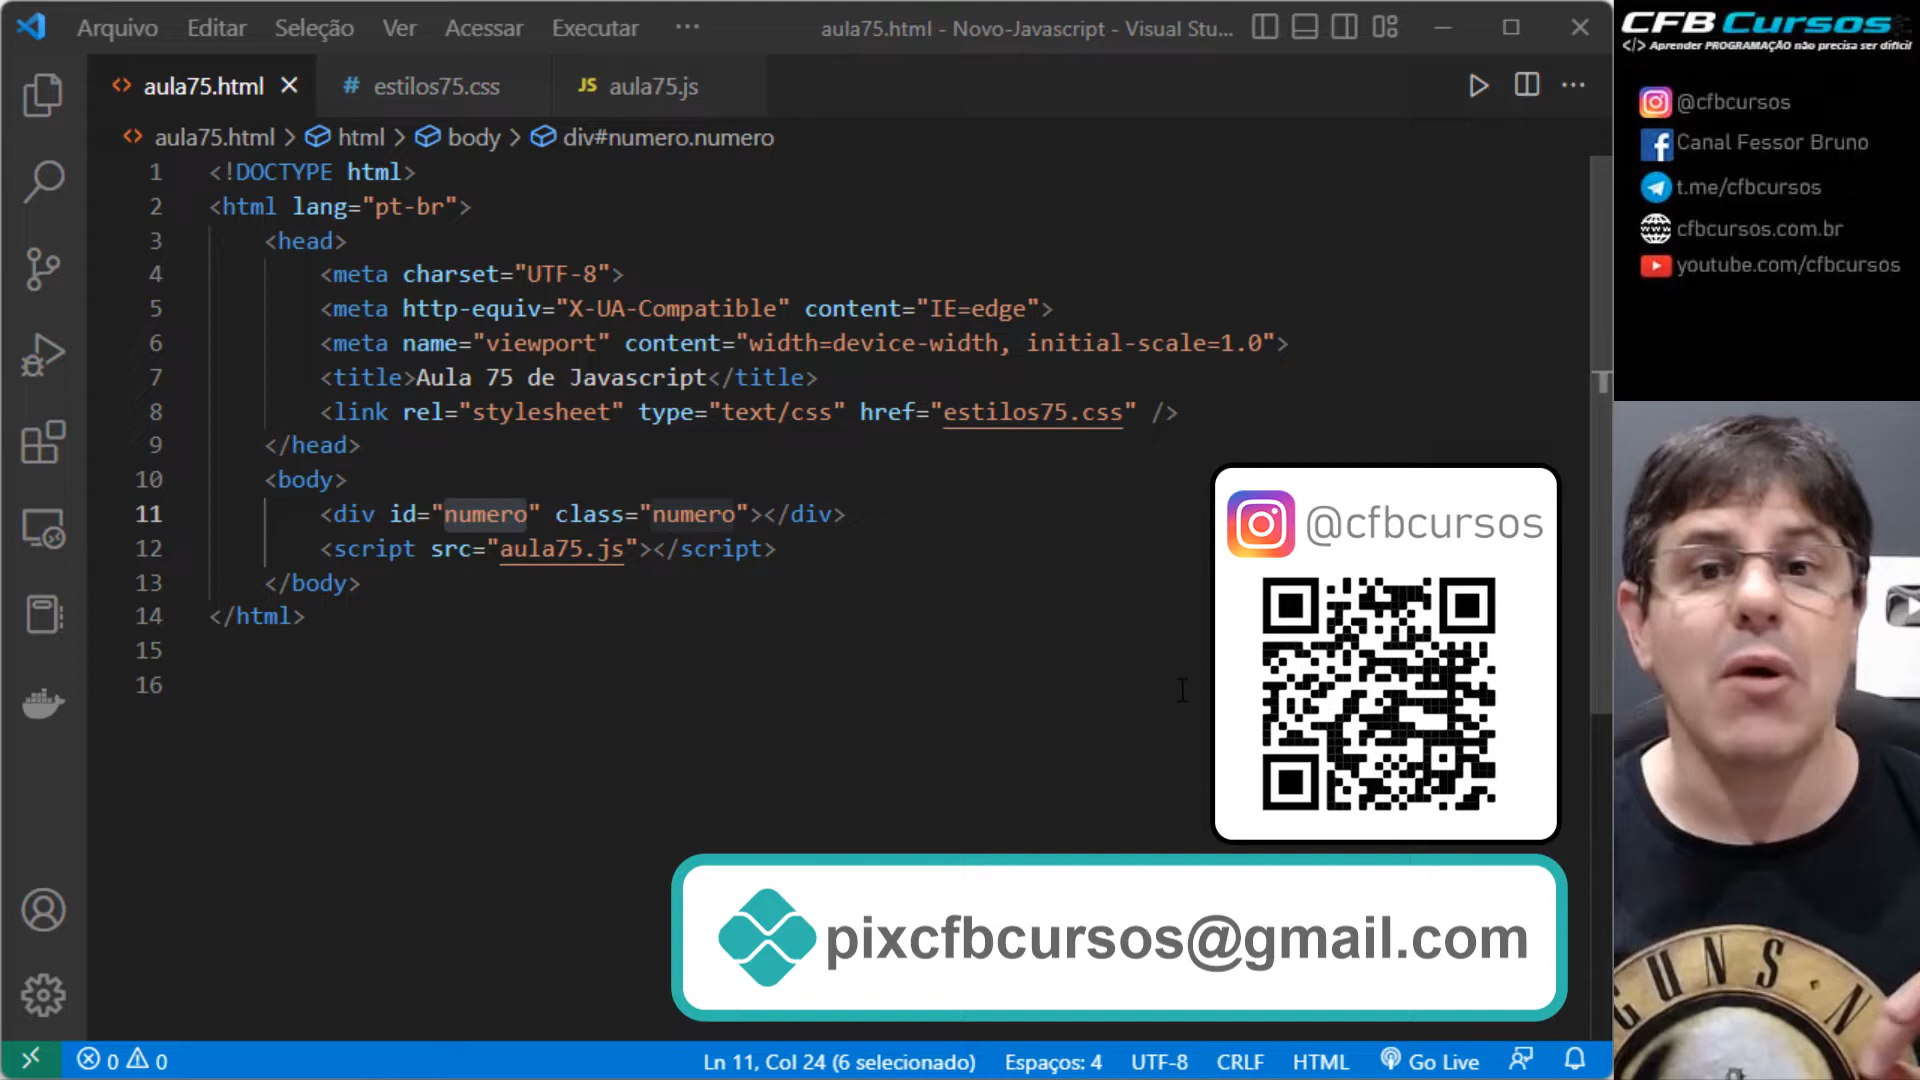 Arquivo Editar Seleção Ver Acessar Executar ···
aula75.html - Novo-Javascript - Visual Stu...
aula75.html
# estilos75.css
JS aula75.js
aula75.html > html > body > div#numero.numero
1 <!DOCTYPE html>
2 <html lang="pt-br">
3 <head>
4 <meta charset="UTF-8">
5 <meta http-equiv="X-UA-Compatible" content="IE=edge">
6 <meta name="viewport" content="width=device-width, initial-scale=1.0">
7 <title>Aula 75 de Javascript</title>
8 <link rel="stylesheet" type="text/css" href="estilos75.css" />
9 </head>
10 <body>
11 <div id="numero" class="numero"></div>
12 <script src="aula75.js"></script>
13 </body>
14 </html>
15
16
@cfbcursos
pixcfbcursos@gmail.com
0 0
Ln 11, Col 24 (6 selecionado) Espaços: 4 UTF-8 CRLF HTML Go Live
CFB Cursos
</> Aprender PROGRAMAÇÃO não precisa ser difícil
@cfbcursos
Canal Fessor Bruno
t.me/cfbcursos
cfbcursos.com.br
youtube.com/cfbcursos
GUNS · N